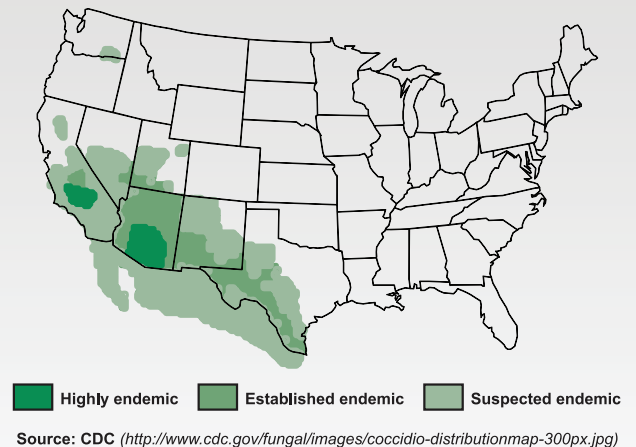 Highly endemic Established endemic Suspected endemic
Source: CDC (http://www.cdc.gov/fungal/images/coccidio-distributionmap-300px.jpg)